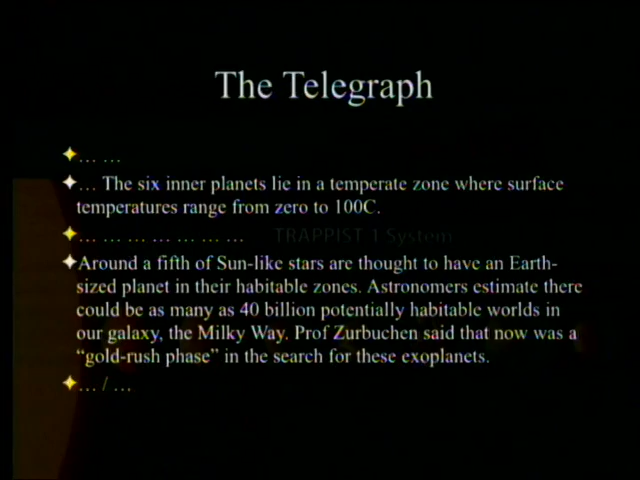 The Telegraph
… …
… The six inner planets lie in a temperate zone where surface
temperatures range from zero to 100C.
… … … … … … …
TRAPPIST 1 System
Around a fifth of Sun-like stars are thought to have an Earth-
sized planet in their habitable zones. Astronomers estimate there
could be as many as 40 billion potentially habitable worlds in
our galaxy, the Milky Way. Prof Zurbuchen said that now was a
“gold-rush phase” in the search for these exoplanets.
… / …